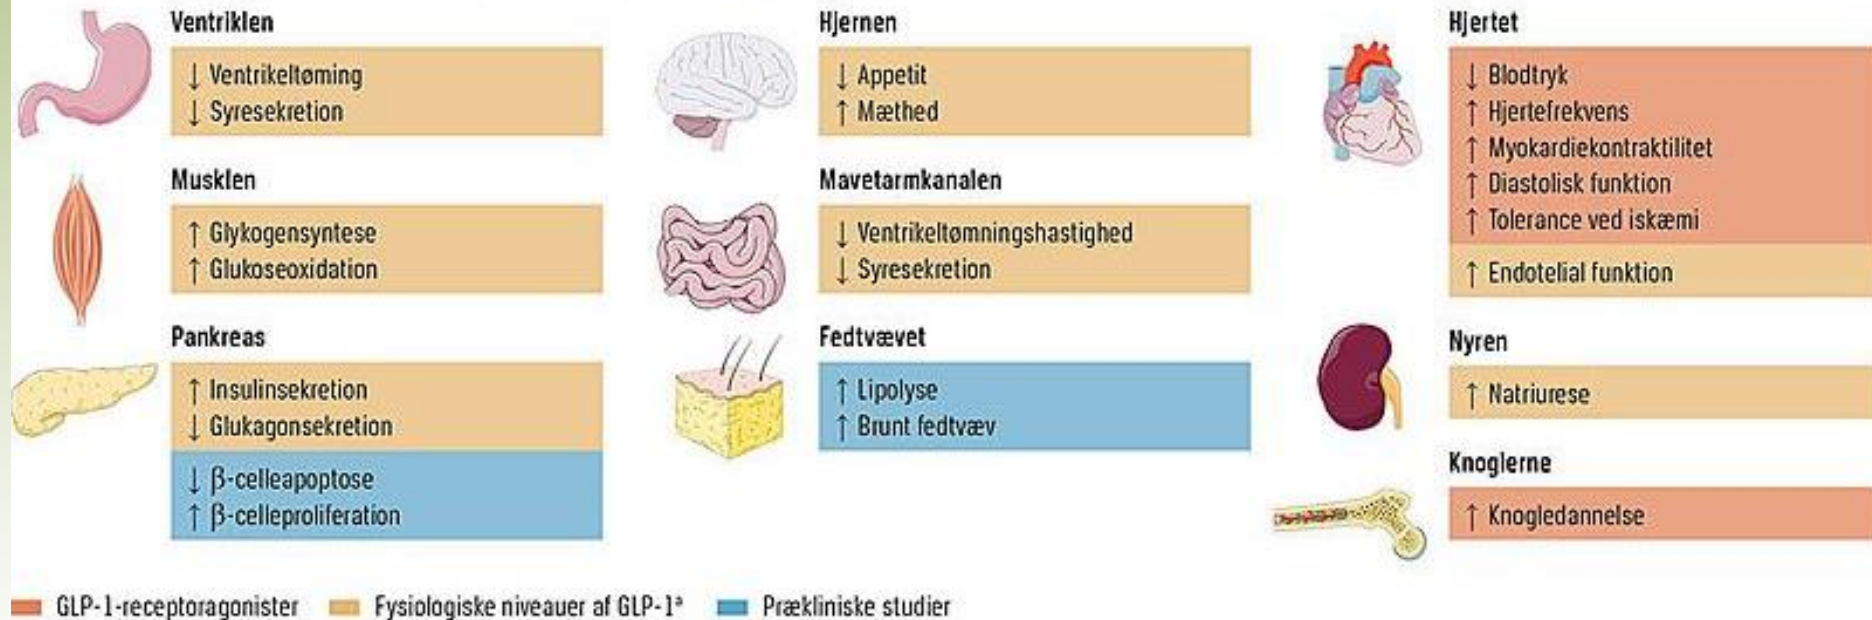 Ventriklen
↓ Ventrikeltømning
↓ Syresekretion
Musklen
↑ Glykogensyntese
↑ Glukoseoxidation
Pankreas
↑ Insulinsekretion
↓ Glukagonsekretion
↓ β-celleapoptose
↑ β-celleproliferation
Hjernen
↓ Appetit
↑ Mæthed
Mavetarmkanalen
↓ Ventrikeltømningshastighed
↓ Syresekretion
Fedtvævet
↑ Lipolyse
↑ Brunt fedtvæv
Hjertet
↓ Blodtryk
↑ Hjertefrekvens
↑ Myokardiekontraktilitet
↑ Diastolisk funktion
↑ Tolerance ved iskæmi
↑ Endotelial funktion
Nyren
↑ Natriurese
Knoglerne
↑ Knogledannelse
GLP-1-receptoragonister Fysiologiske niveauer af GLP-1ª Prækliniske studier